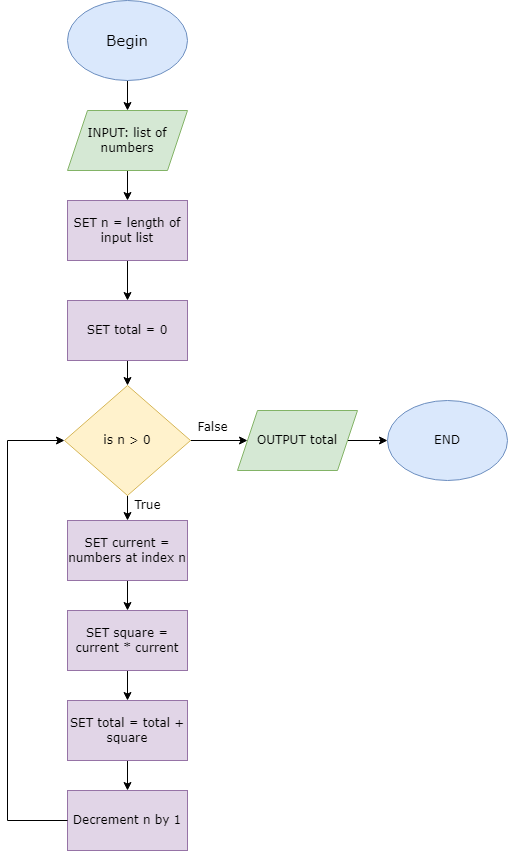 Begin
INPUT: list of
numbers
SET n = length of
input list
SET total = 0
is n > 0
False
OUTPUT total
END
True
SET current =
numbers at index n
SET square =
current * current
SET total = total +
square
Decrement n by 1